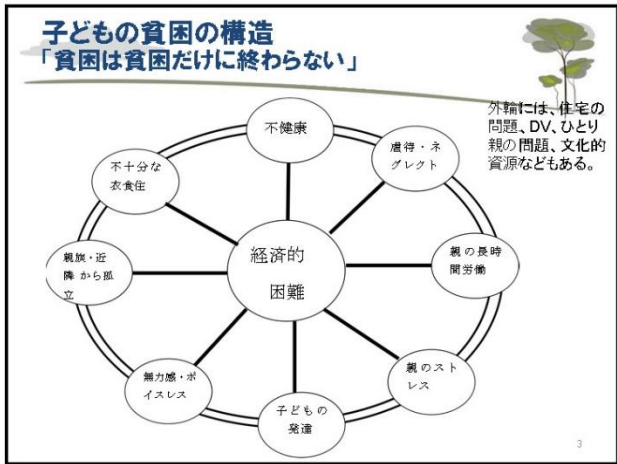 子どもの貧困の構造
「貧困は貧困だけに終わらない」
外輪には、住宅の
問題、DV、ひとり
親の問題、文化的
資源などもある。
不健康
虐待・ネ
グレクト
不十分な
衣食住
経済的
困難
親族・近
隣から孤
立
親の長時
間労働
無力感・ボ
イスレス
親のスト
レス
子どもの
発達
3